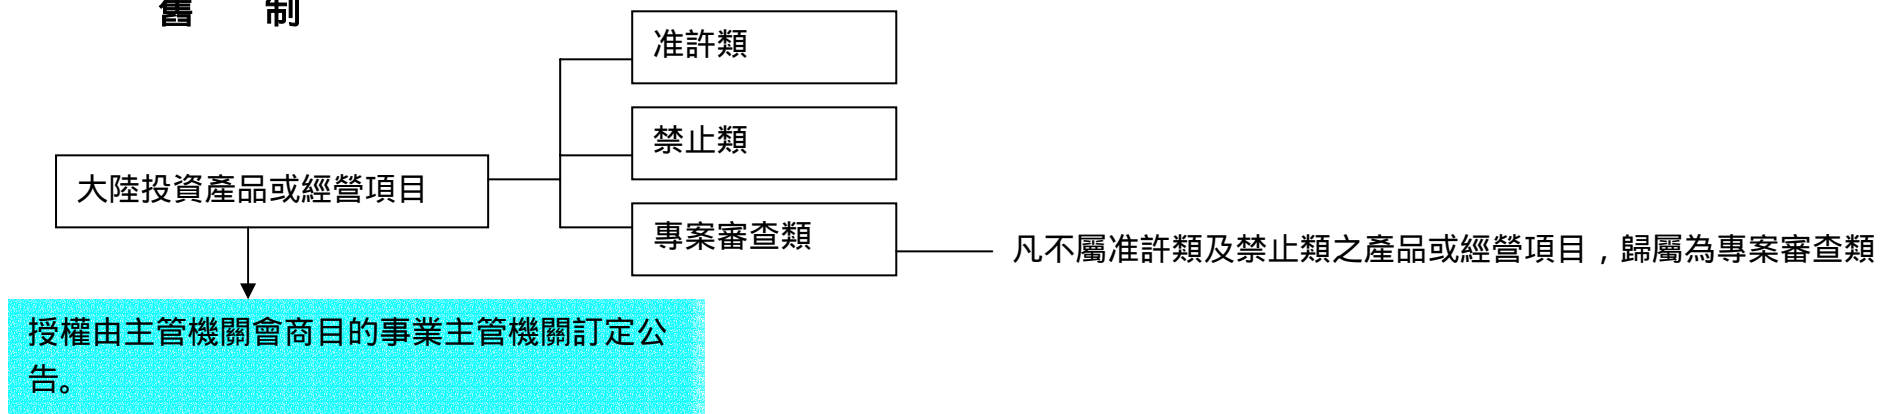 舊 制
准許類
禁止類
大陸投資產品或經營項目
專案審查類
凡不屬准許類及禁止類之產品或經營項目，歸屬為專案審查類
授權由主管機關會商目的事業主管機關訂定公
告。